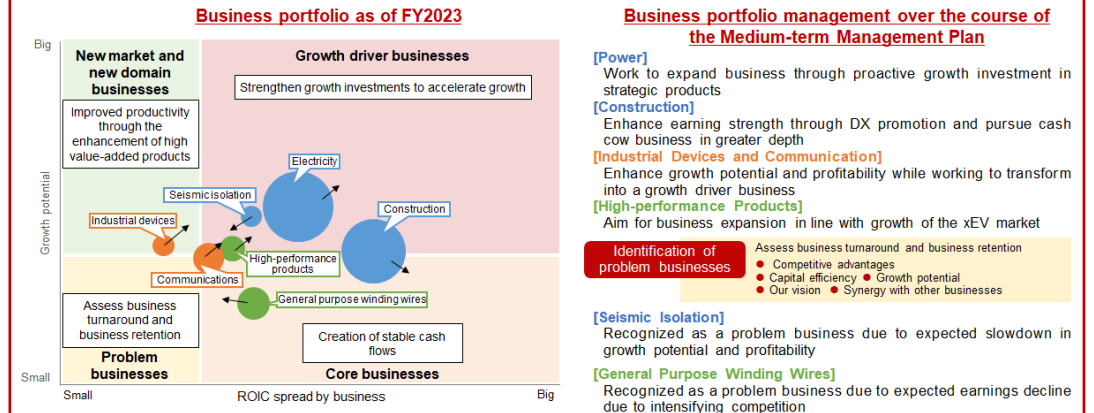 Business portfolio as of FY2023
Big
New market and
new domain
businesses
Growth driver businesses
Strengthen growth investments to accelerate growth
Improved productivity
through the
enhancement of high
value-added products
Growth potential
Electricity
Seismic isolation
Construction
Industrial devices
High-performance
products
Communications
General purpose winding wires
Assess business
turnaround and
business retention
Creation of stable cash
flows
Problem
businesses
Core businesses
Small
Small
ROIC spread by business
Big
Business portfolio management over the course of
the Medium-term Management Plan
[Power]
Work to expand business through proactive growth investment in
strategic products
[Construction]
Enhance earning strength through DX promotion and pursue cash
cow business in greater depth
[Industrial Devices and Communication]
Enhance growth potential and profitability while working to transform
into a growth driver business
[High-performance Products]
Aim for business expansion in line with growth of the xEV market
Identification of
problem businesses
Assess business turnaround and business retention
● Competitive advantages
● Capital efficiency ● Growth potential
● Our vision ● Synergy with other businesses
[Seismic Isolation]
Recognized as a problem business due to expected slowdown in
growth potential and profitability
[General Purpose Winding Wires]
Recognized as a problem business due to expected earnings decline
due to intensifying competition